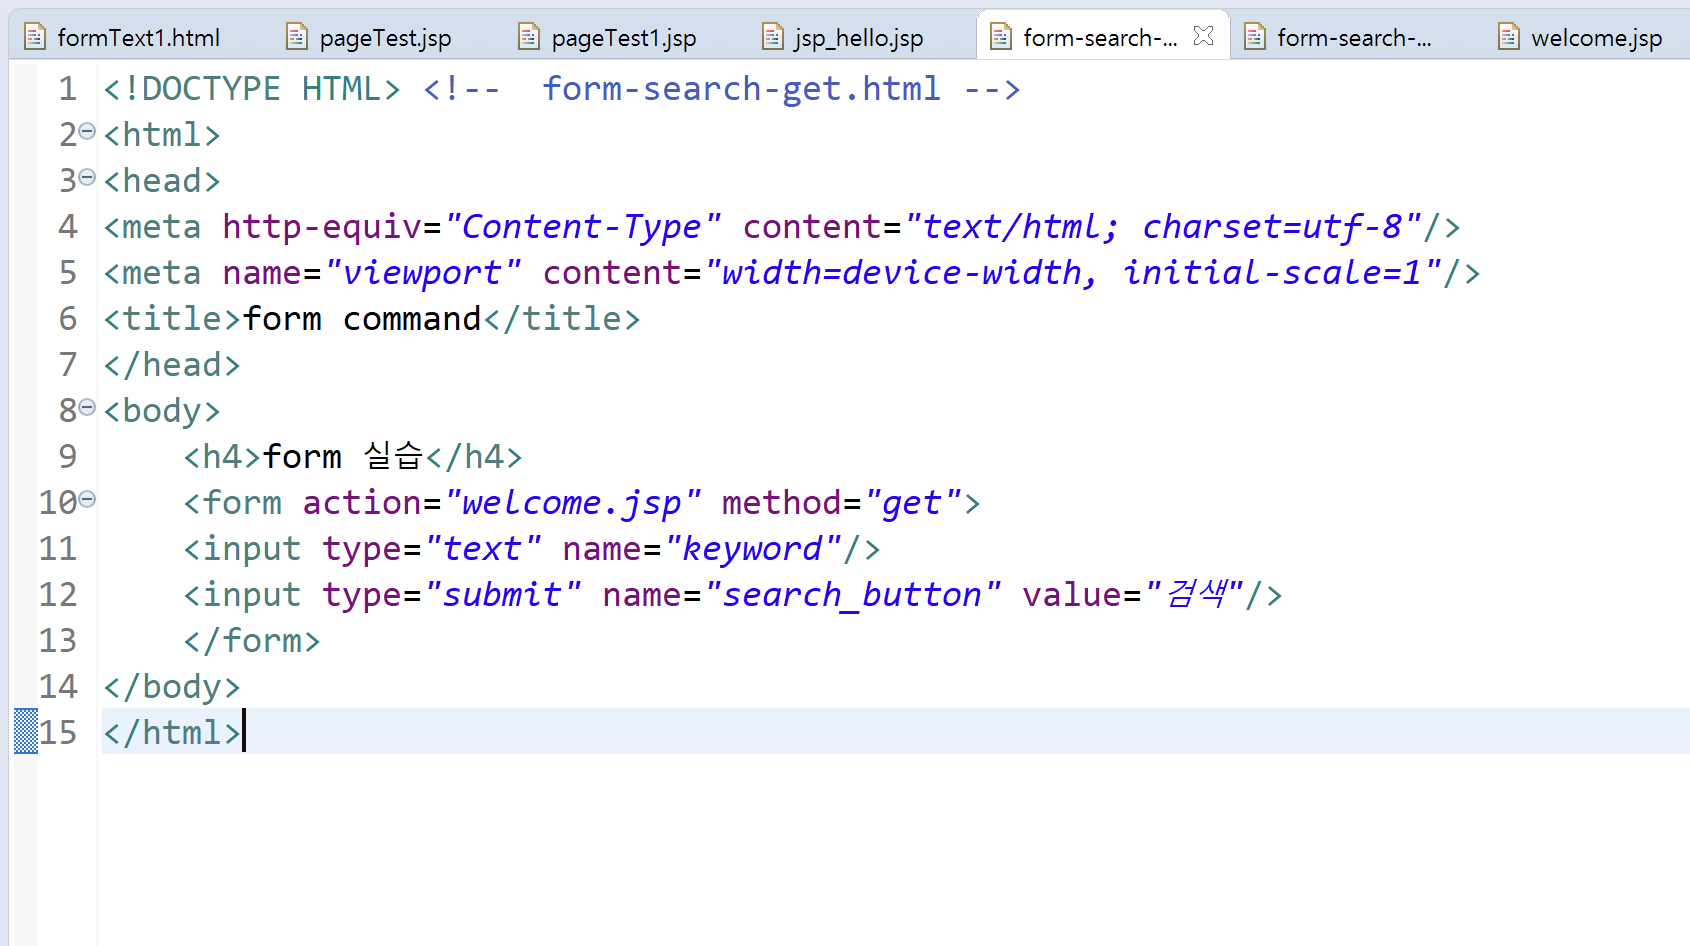 formText1.html pageTest.jsp pageTest1.jsp jsp_hello.jsp form-search-... form-search-... welcome.jsp
1 <!DOCTYPE HTML> <!--  form-search-get.html -->
2 <html>
3 <head>
4 <meta http-equiv="Content-Type" content="text/html; charset=utf-8"/>
5 <meta name="viewport" content="width=device-width, initial-scale=1"/>
6 <title>form command</title>
7 </head>
8 <body>
9     <h4>form 실습</h4>
10     <form action="welcome.jsp" method="get">
11     <input type="text" name="keyword"/>
12     <input type="submit" name="search_button" value="검색"/>
13     </form>
14 </body>
15 </html>